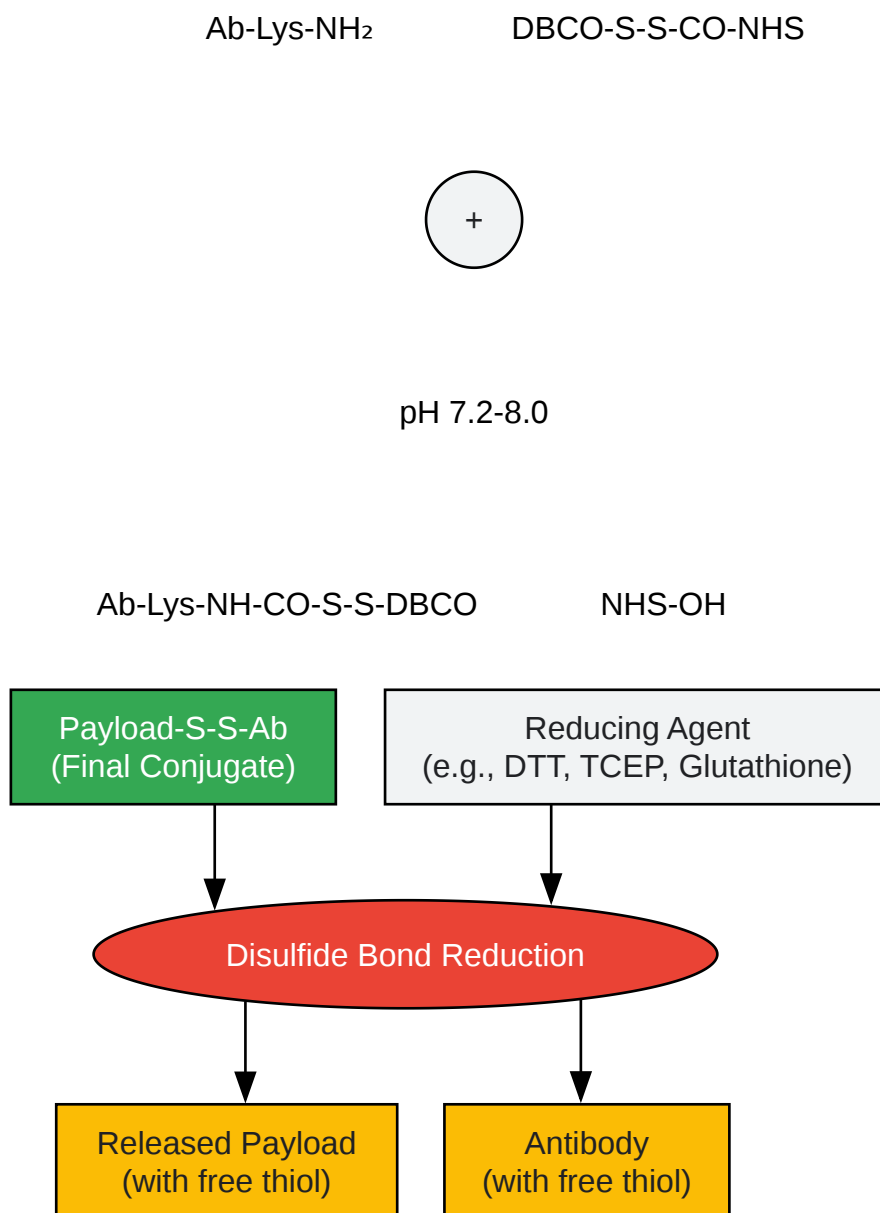 Ab-Lys-NH₂
DBCO-S-S-CO-NHS
+
pH 7.2-8.0
Ab-Lys-NH-CO-S-S-DBCO
NHS-OH
Payload-S-S-Ab
(Final Conjugate)
Reducing Agent
(e.g., DTT, TCEP, Glutathione)
Disulfide Bond Reduction
Released Payload
(with free thiol)
Antibody
(with free thiol)